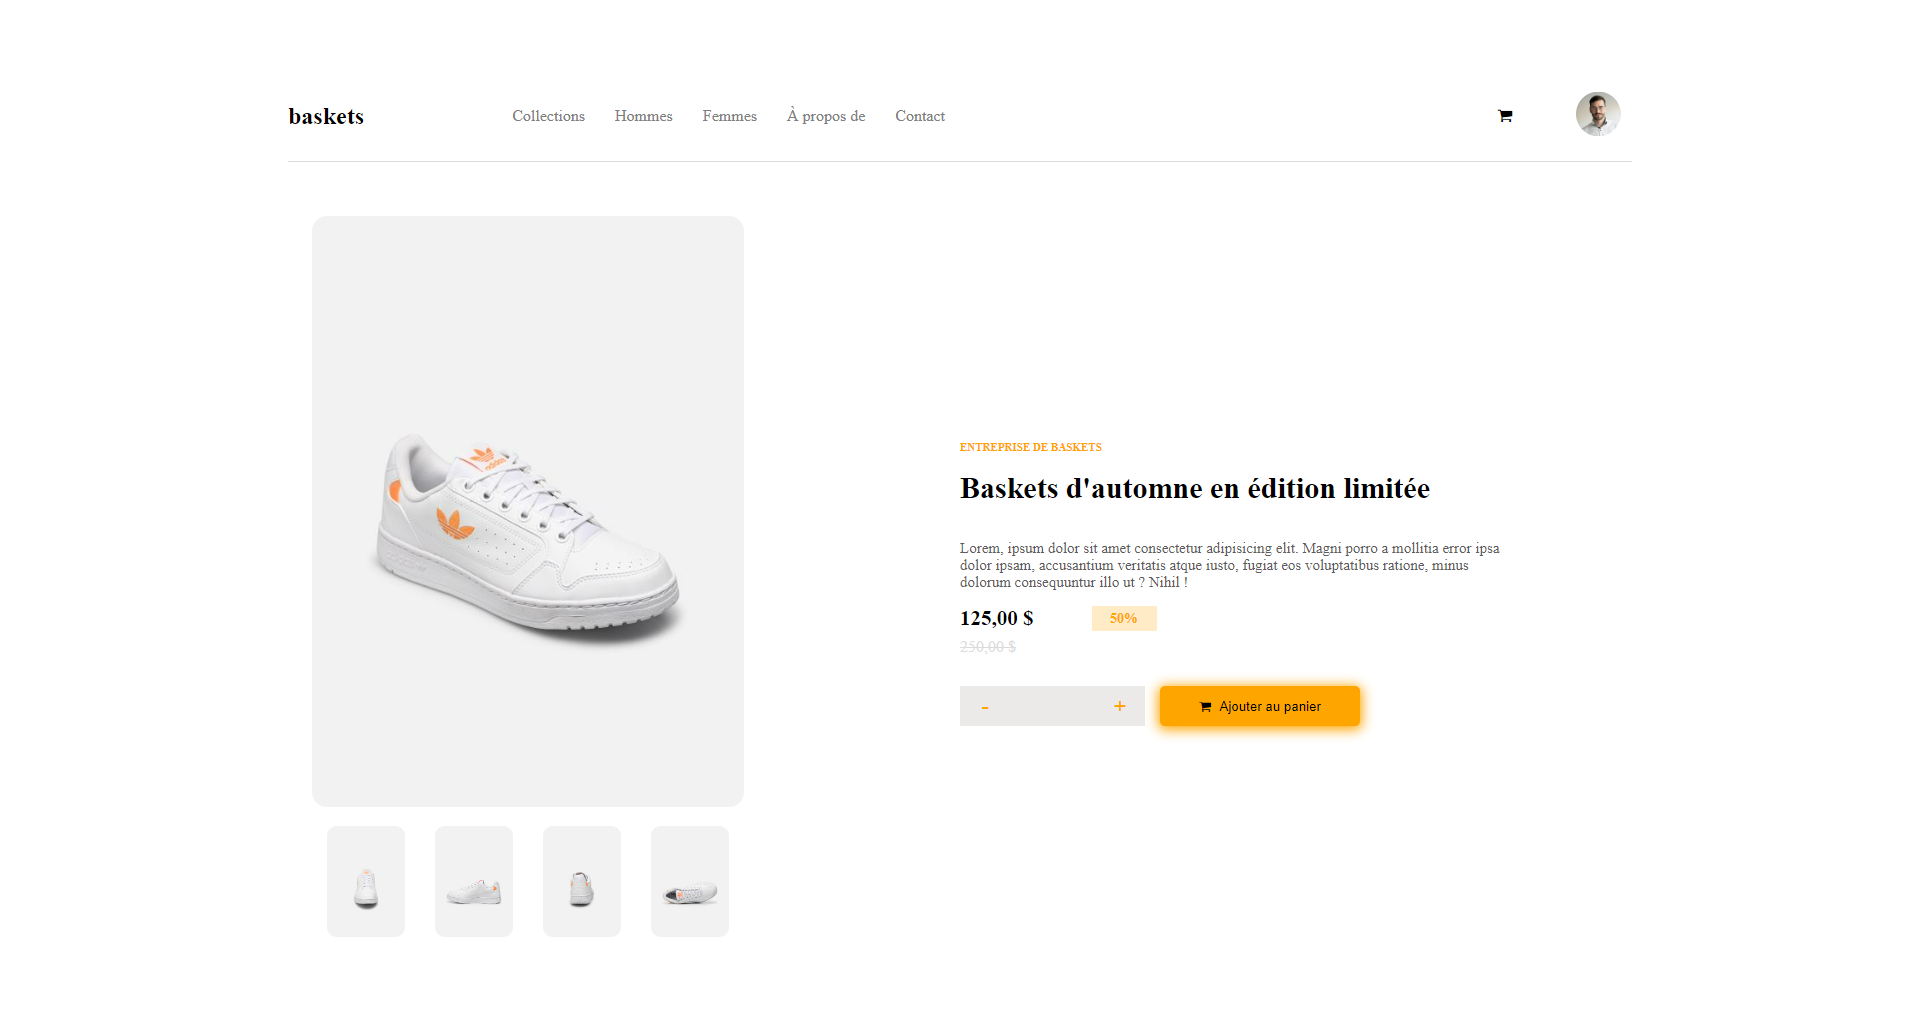 baskets
Collections Hommes Femmes À propos de Contact
adidas
ENTREPRISE DE BASKETS
Baskets d'automne en édition limitée
Lorem, ipsum dolor sit amet consectetur adipisicing elit. Magni porro a mollitia error ipsa
dolor ipsam, accusantium veritatis atque iusto, fugiat eos voluptatibus ratione, minus
dolorum consequuntur illo ut ? Nihil !
125,00 $ 50%
250,00 $
- +
Ajouter au panier